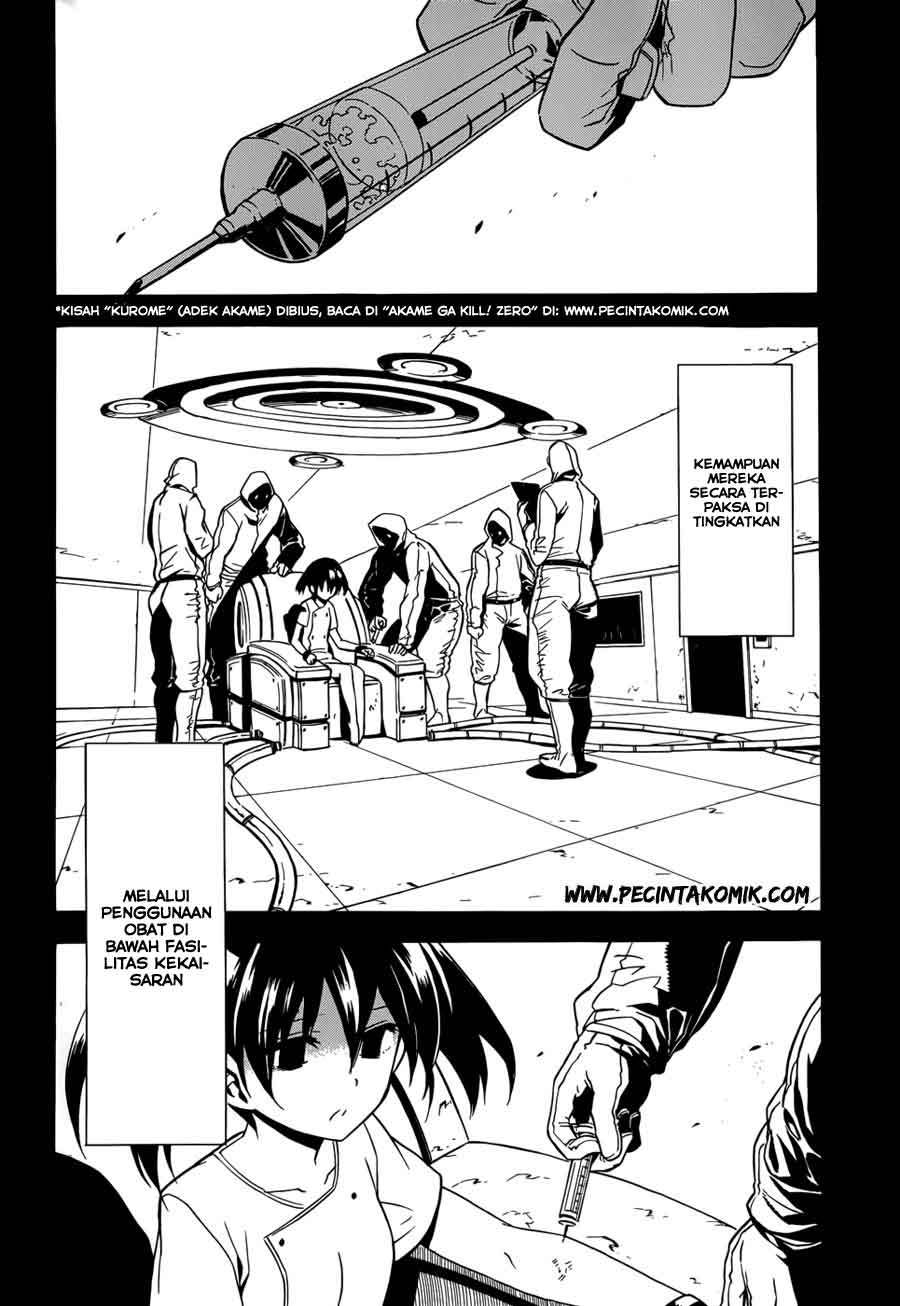 *KISAH "KUROME" (ADEK AKAME) DIBIUS, BACA DI "AKAME GA KILL! ZERO" DI: WWW.PECINTAKOMIK.COM
KEMAMPUAN
MEREKA
SECARA TER-
PAKSA DI
TINGKATKAN
WWW.PECINTAKOMIK.COM
MELALUI
PENGGUNAAN
OBAT DI
BAWAH FASI-
LITAS KEKAI-
SARAN